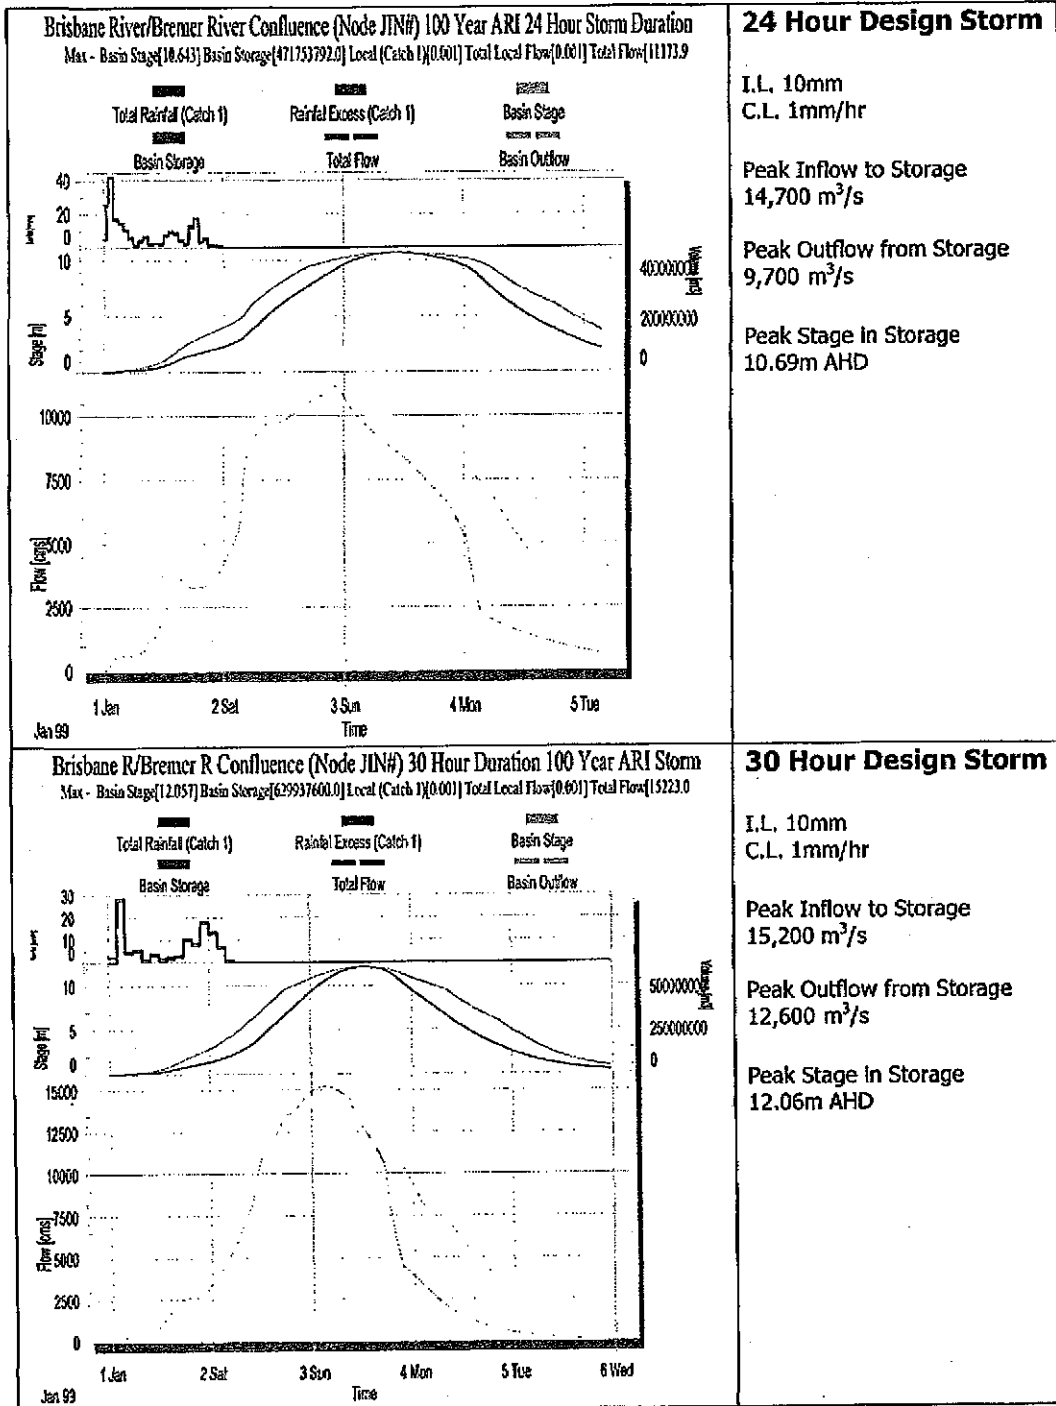 Brisbane River/Bremer River Confluence (Node JIN#) 100 Year ARI 24 Hour Storm Duration
Max - Basin Stage[10.643] Basin Storage[471753792.0] Local (Catch 1)[0.001] Total Local Flow[0.001] Total Flow[11173.9
Total Rainfall (Catch 1) Rainfall Excess (Catch 1) Basin Stage
Basin Storage Total Flow Basin Outflow
40
20
0
10
5
0
Stage [m]
40000000
200000000
0
10000
7500
5000
2500
0
Flow [cms]
1 Jan 2 Sat 3 Sun 4 Mon 5 Tue
Jan 99 Time
24 Hour Design Storm
I.L. 10mm
C.L. 1mm/hr
Peak Inflow to Storage
14,700 m³/s
Peak Outflow from Storage
9,700 m³/s
Peak Stage in Storage
10.69m AHD
Brisbane R/Bremer R Confluence (Node JIN#) 30 Hour Duration 100 Year ARI Storm
Max - Basin Stage[12.057] Basin Storage[629937600.0] Local (Catch 1)[0.001] Total Local Flow[0.001] Total Flow[15223.0
Total Rainfall (Catch 1) Rainfal Excess (Catch 1) Basin Stage
Basin Storage Total Flow Basin Outflow
30
20
10
0
10
5
0
Stage [m]
50000000
250000000
0
15000
12500
10000
7500
5000
2500
0
Flow [cms]
1 Jan 2 Sat 3 Sun 4 Mon 5 Tue 6 Wed
Jan 99 Time
30 Hour Design Storm
I.L. 10mm
C.L. 1mm/hr
Peak Inflow to Storage
15,200 m³/s
Peak Outflow from Storage
12,600 m³/s
Peak Stage in Storage
12.06m AHD